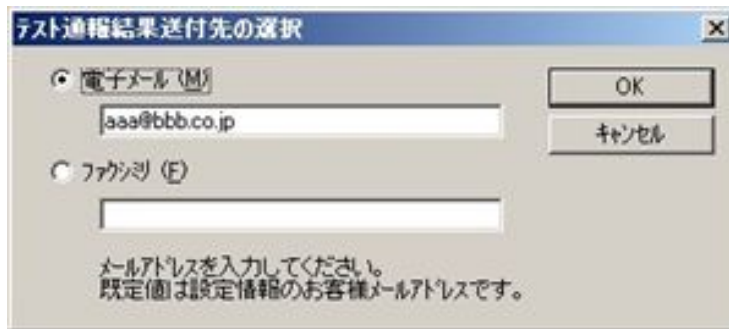 テスト通報結果送付先の選択
電子メール (M)
OK
aaa@bbb.co.jp
キャンセル
ファクシミリ (F)
メールアドレスを入力してください。
既定値は設定情報のお客様メールアドレスです。